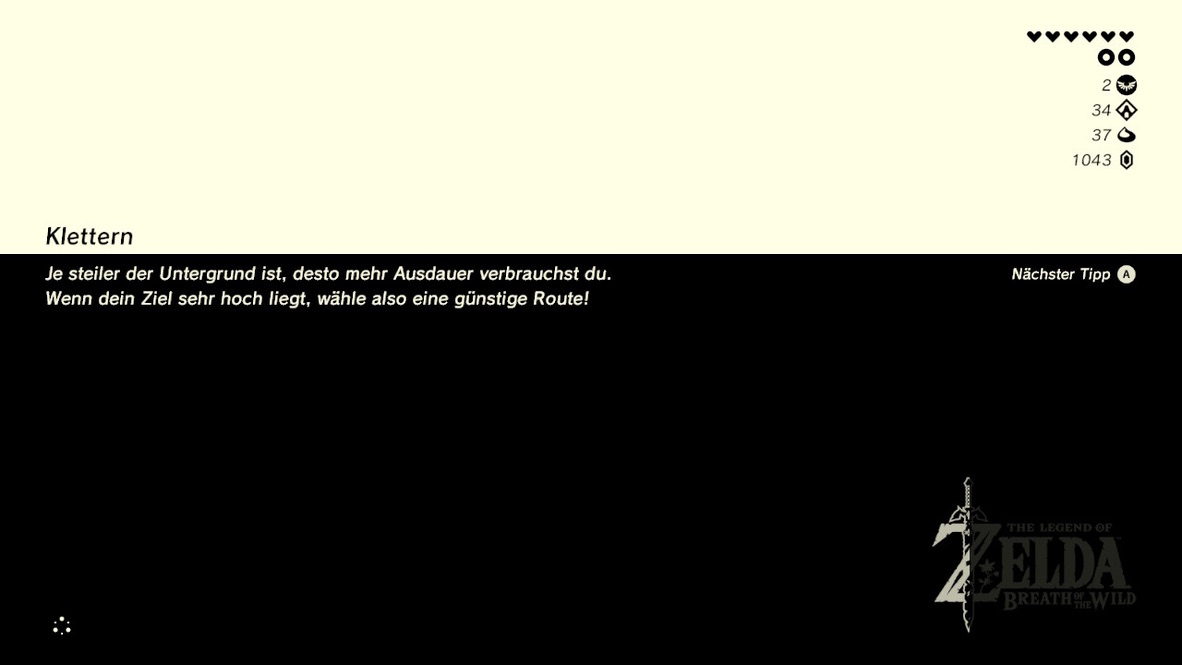 2
34
37
1043
Klettern
Je steiler der Untergrund ist, desto mehr Ausdauer verbrauchst du.
Wenn dein Ziel sehr hoch liegt, wähle also eine günstige Route!
Nächster Tipp A
THE LEGEND OF
ZELDA
BREATH OF THE WILD